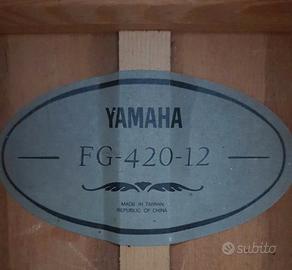 YAMAHA
FG-420-12
MADE IN TAIWAN
REPUBLIC OF CHINA
subito